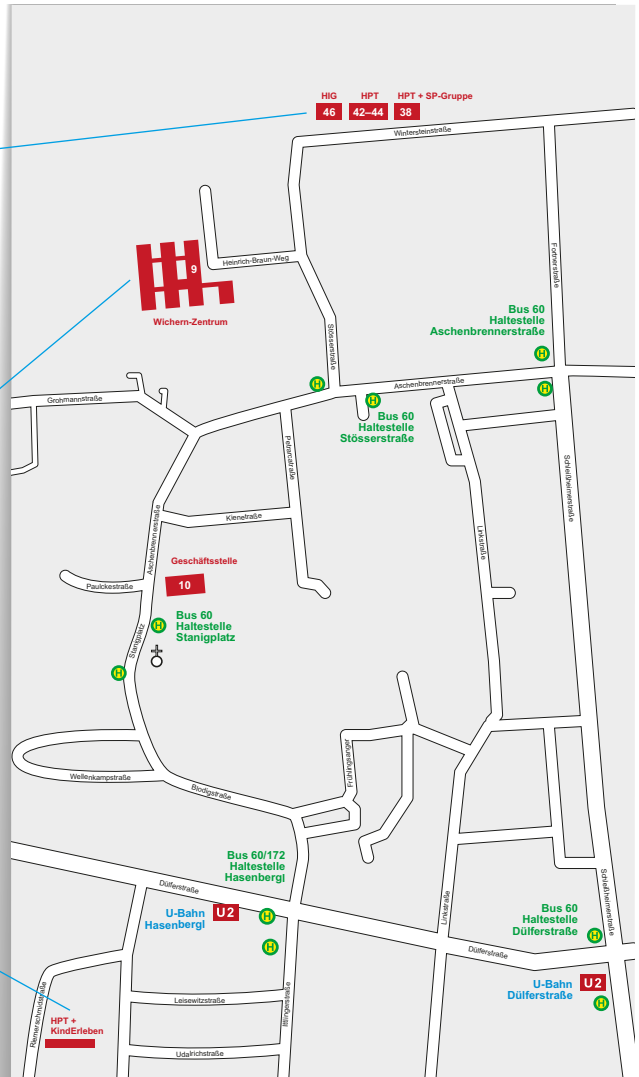 HIG HPT HPT + SP-Gruppe
46 42–44 38
Wintersteinstraße
Fortnerstraße
Heinrich-Braun-Weg
9
Wichern-Zentrum
Stösserstraße
Bus 60
Haltestelle
Aschenbrennerstraße
H
H
H
H
Aschenbrennerstraße
Grohmannstraße
Bus 60
Haltestelle
Stösserstraße
Petrarcatraße
Schleißheimerstraße
Kienestraße
Aschenbrennerstraße
Linkstraße
Geschäftsstelle
10
Paulckestraße
Bus 60
Haltestelle
Stanigplatz
H
Stanigplatz
H
Frühlingsanger
Wellenkampstraße
Blodigstraße
Bus 60/172
Haltestelle
Hasenbergl
Dülferstraße
U-Bahn
Hasenbergl
U2
H
H
Linkstraße
Schleißheimerstraße
Bus 60
Haltestelle
Dülferstraße
H
Dülferstraße
U-Bahn
Dülferstraße
U2
H
Leisewitzstraße
Ittlingerstraße
Riemerschmidstraße
HPT +
KindErleben
Udalrichstraße